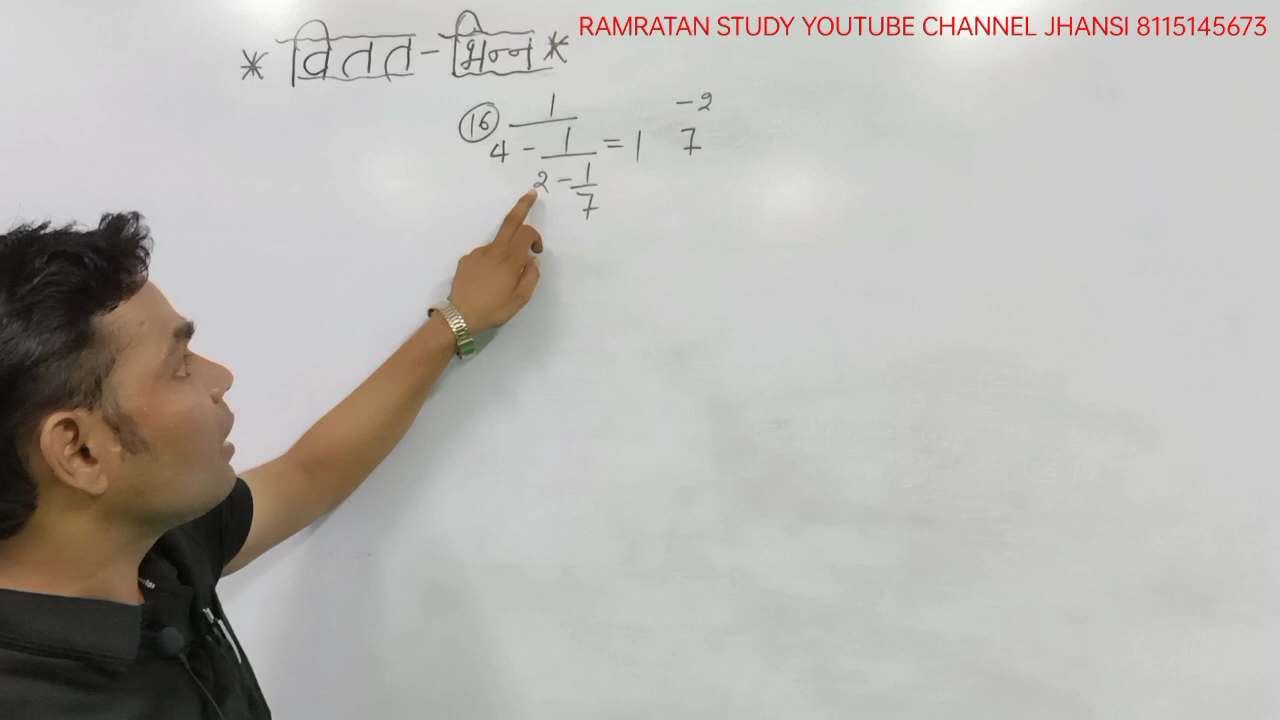 RAMRATAN STUDY YOUTUBE CHANNEL JHANSI 8115145673
* वितत - भिन्न *
(16) 1
4 - 1 = 1 7 -2
2 - 1
7